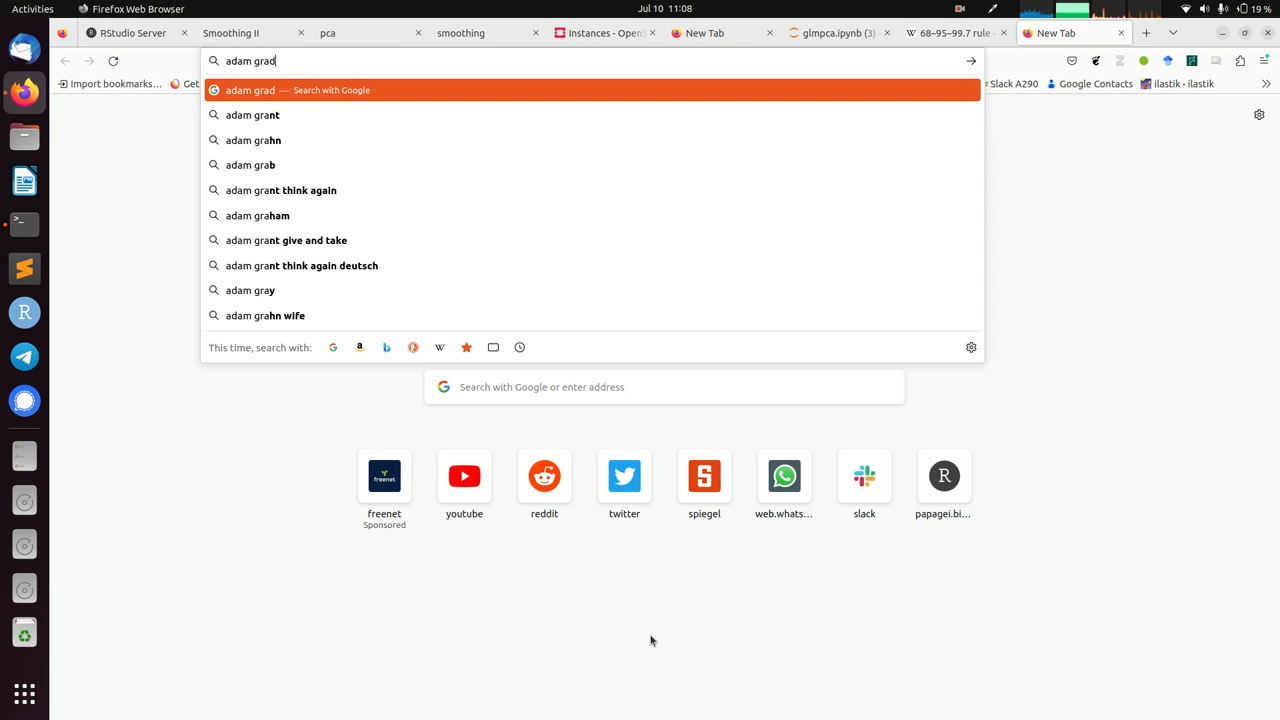 Activities
Firefox Web Browser
Jul 10 11:08
19 %
RStudio Server
Smoothing II
pca
smoothing
Instances - OpenS
New Tab
glmpca.ipynb (3)
68–95–99.7 rule -
New Tab
adam grad
Import bookmarks...
Get
Slack A290
Google Contacts
ilastik - ilastik
adam grad — Search with Google
adam grant
adam grahn
adam grab
adam grant think again
adam graham
adam grant give and take
adam grant think again deutsch
adam gray
adam grahn wife
This time, search with:
Search with Google or enter address
freenet
Sponsored
youtube
reddit
twitter
spiegel
web.whats...
slack
papagei.bi...